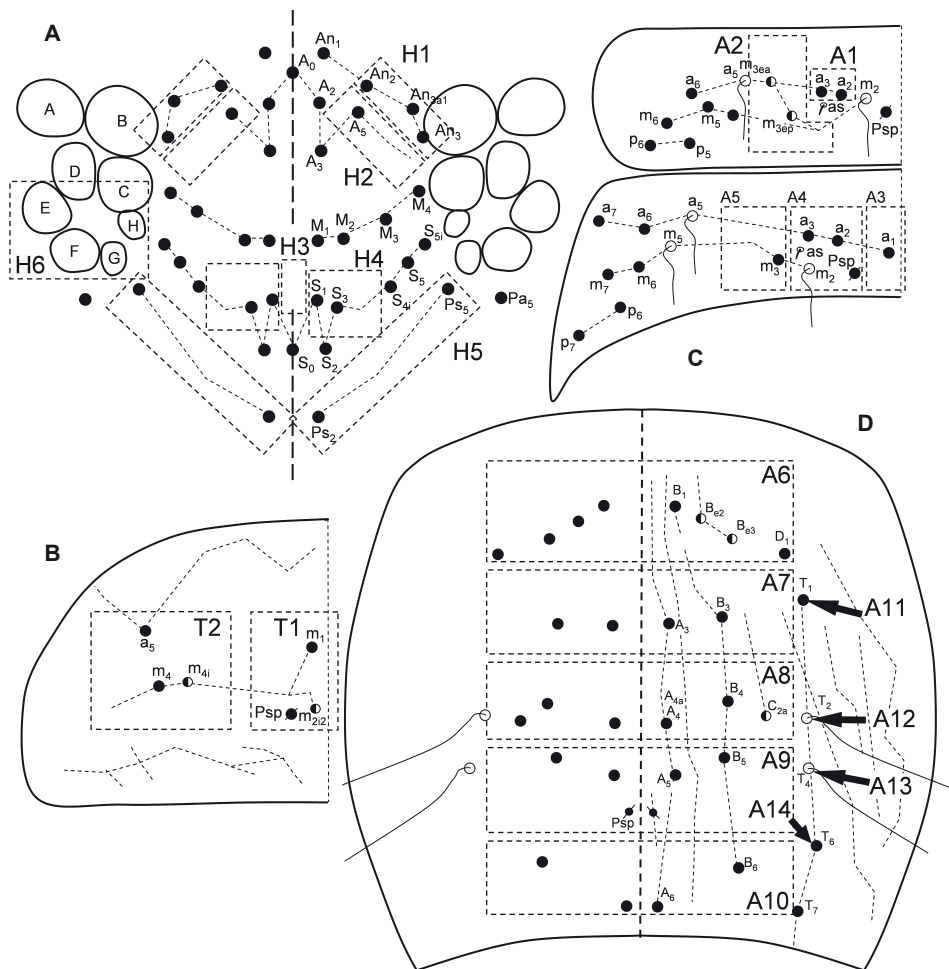 A
An1
A0
H1
An2
A2
An3a1
A5
An3
A3
H2
A
B
D
C
E
H
F
G
H6
M4
M3
M2
M1
S5i
H3
H4
S5
S1
S3
S4i
Ps5
Pa5
S0
S2
H5
Ps2
A2
A1
a5
m3ea
a6
a3
a2
m2
as
m6
m5
m3ep
Psp
p6
p5
A5
A4
A3
a5
a7
a6
a3
a2
a1
m5
as
Psp
m3
m2
m7
m6
p6
p7
C
D
B
T2
T1
a5
m1
m4
m4i
Psp
m2i2
A6
B1
Be2
Be3
D1
A7
T1
A11
B3
A3
A8
B4
A4a
A4
C2a
T2
A12
A9
B5
A5
T4
A13
A14
Psp
T6
B6
A6
A10
T7